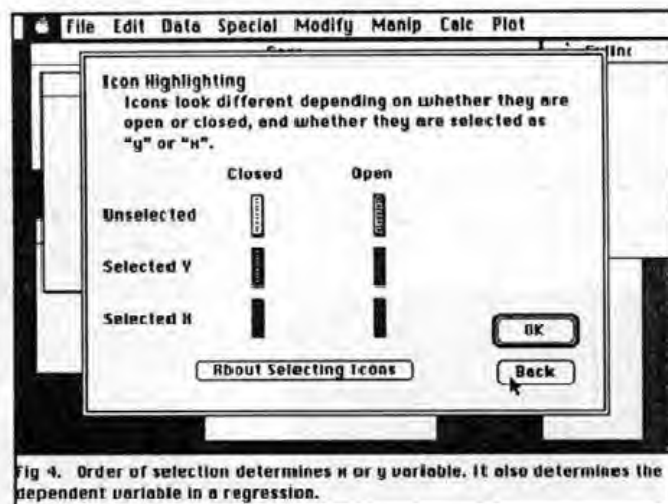 File Edit Data Special Modify Manip Calc Plot
Icon Highlighting
Icons look different depending on whether they are
open or closed, and whether they are selected as
"y" or "x".
Closed Open
Unselected
Selected Y
Selected X
OK
About Selecting Icons
Back
Fig 4. Order of selection determines x or y variable. It also determines the
dependent variable in a regression.